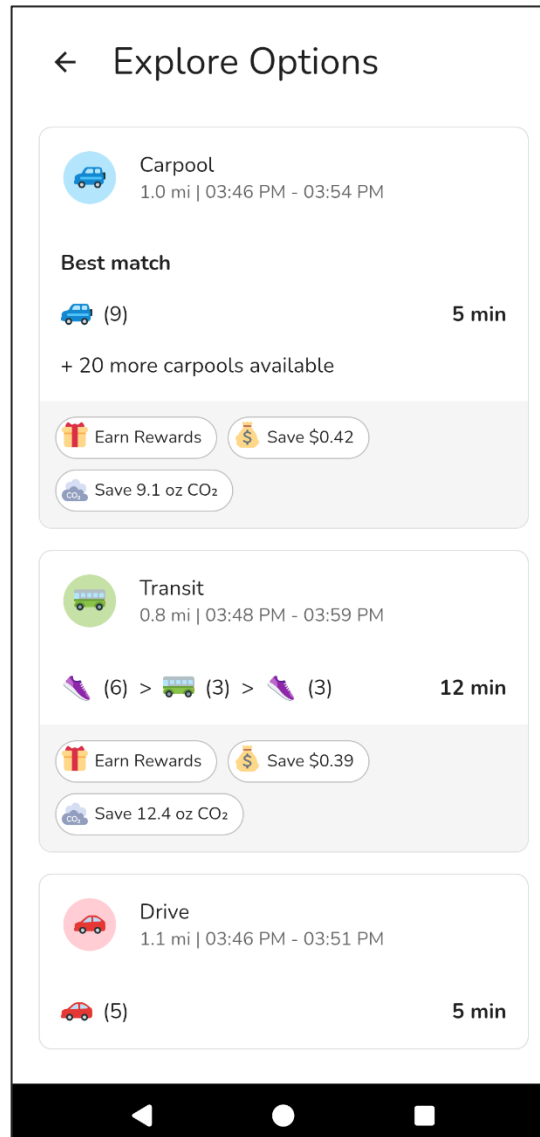 Explore Options
Carpool
1.0 mi | 03:46 PM - 03:54 PM
Best match
(9) 5 min
+ 20 more carpools available
Earn Rewards Save $0.42
CO₂ Save 9.1 oz CO₂
Transit
0.8 mi | 03:48 PM - 03:59 PM
(6) > (3) > (3) 12 min
Earn Rewards Save $0.39
CO₂ Save 12.4 oz CO₂
Drive
1.1 mi | 03:46 PM - 03:51 PM
(5) 5 min